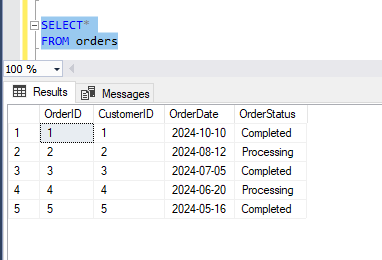 SELECT*
FROM orders
100 %
Results Messages
OrderID CustomerID OrderDate OrderStatus
1 1 1 2024-10-10 Completed
2 2 2 2024-08-12 Processing
3 3 3 2024-07-05 Completed
4 4 4 2024-06-20 Processing
5 5 5 2024-05-16 Completed